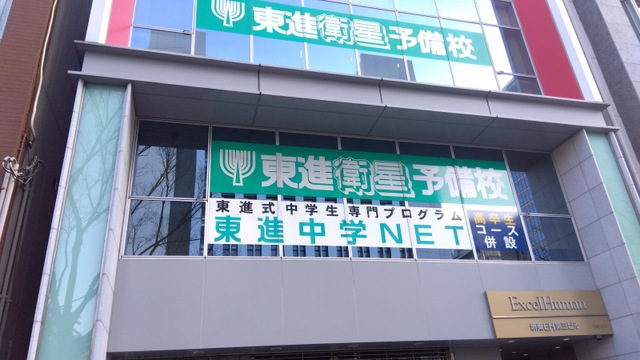 東進衛星予備校
東進衛星予備校
東進式中学生専門プログラム
東進中学NET
高卒生
コース
併設
ExcelHuman